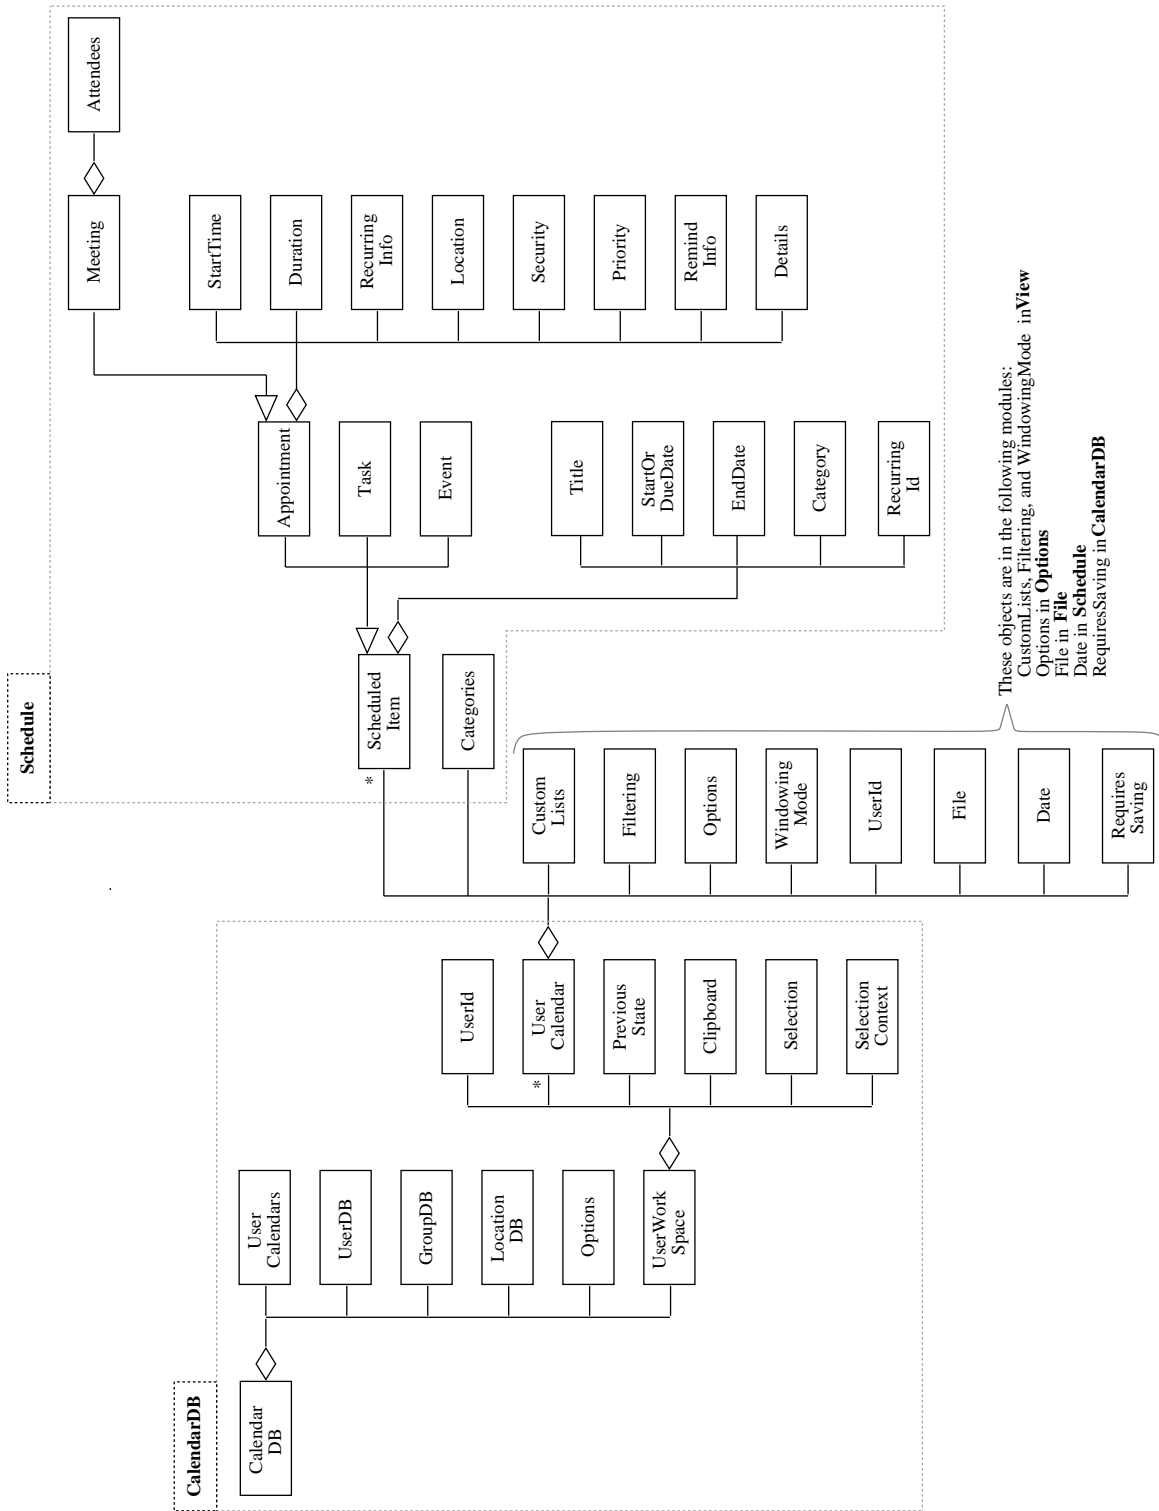 Schedule
Attendees
Meeting
StartTime
Duration
Recurring
Info
Location
Security
Priority
Remind
Info
Details
Appointment
Task
Event
Title
StartOr
DueDate
EndDate
Category
Recurring
Id
Scheduled
Item
*
Categories
Custom
Lists
Filtering
Options
Windowing
Mode
UserId
File
Date
Requires
Saving
These objects are in the following modules:
CustomLists, Filtering, and WindowingMode in View
Options in Options
File in File
Date in Schedule
RequiresSaving in CalendarDB
UserId
User
Calendar
*
Previous
State
Clipboard
Selection
Selection
Context
User
Calendars
UserDB
GroupDB
Location
DB
Options
UserWork
Space
CalendarDB
Calendar
DB